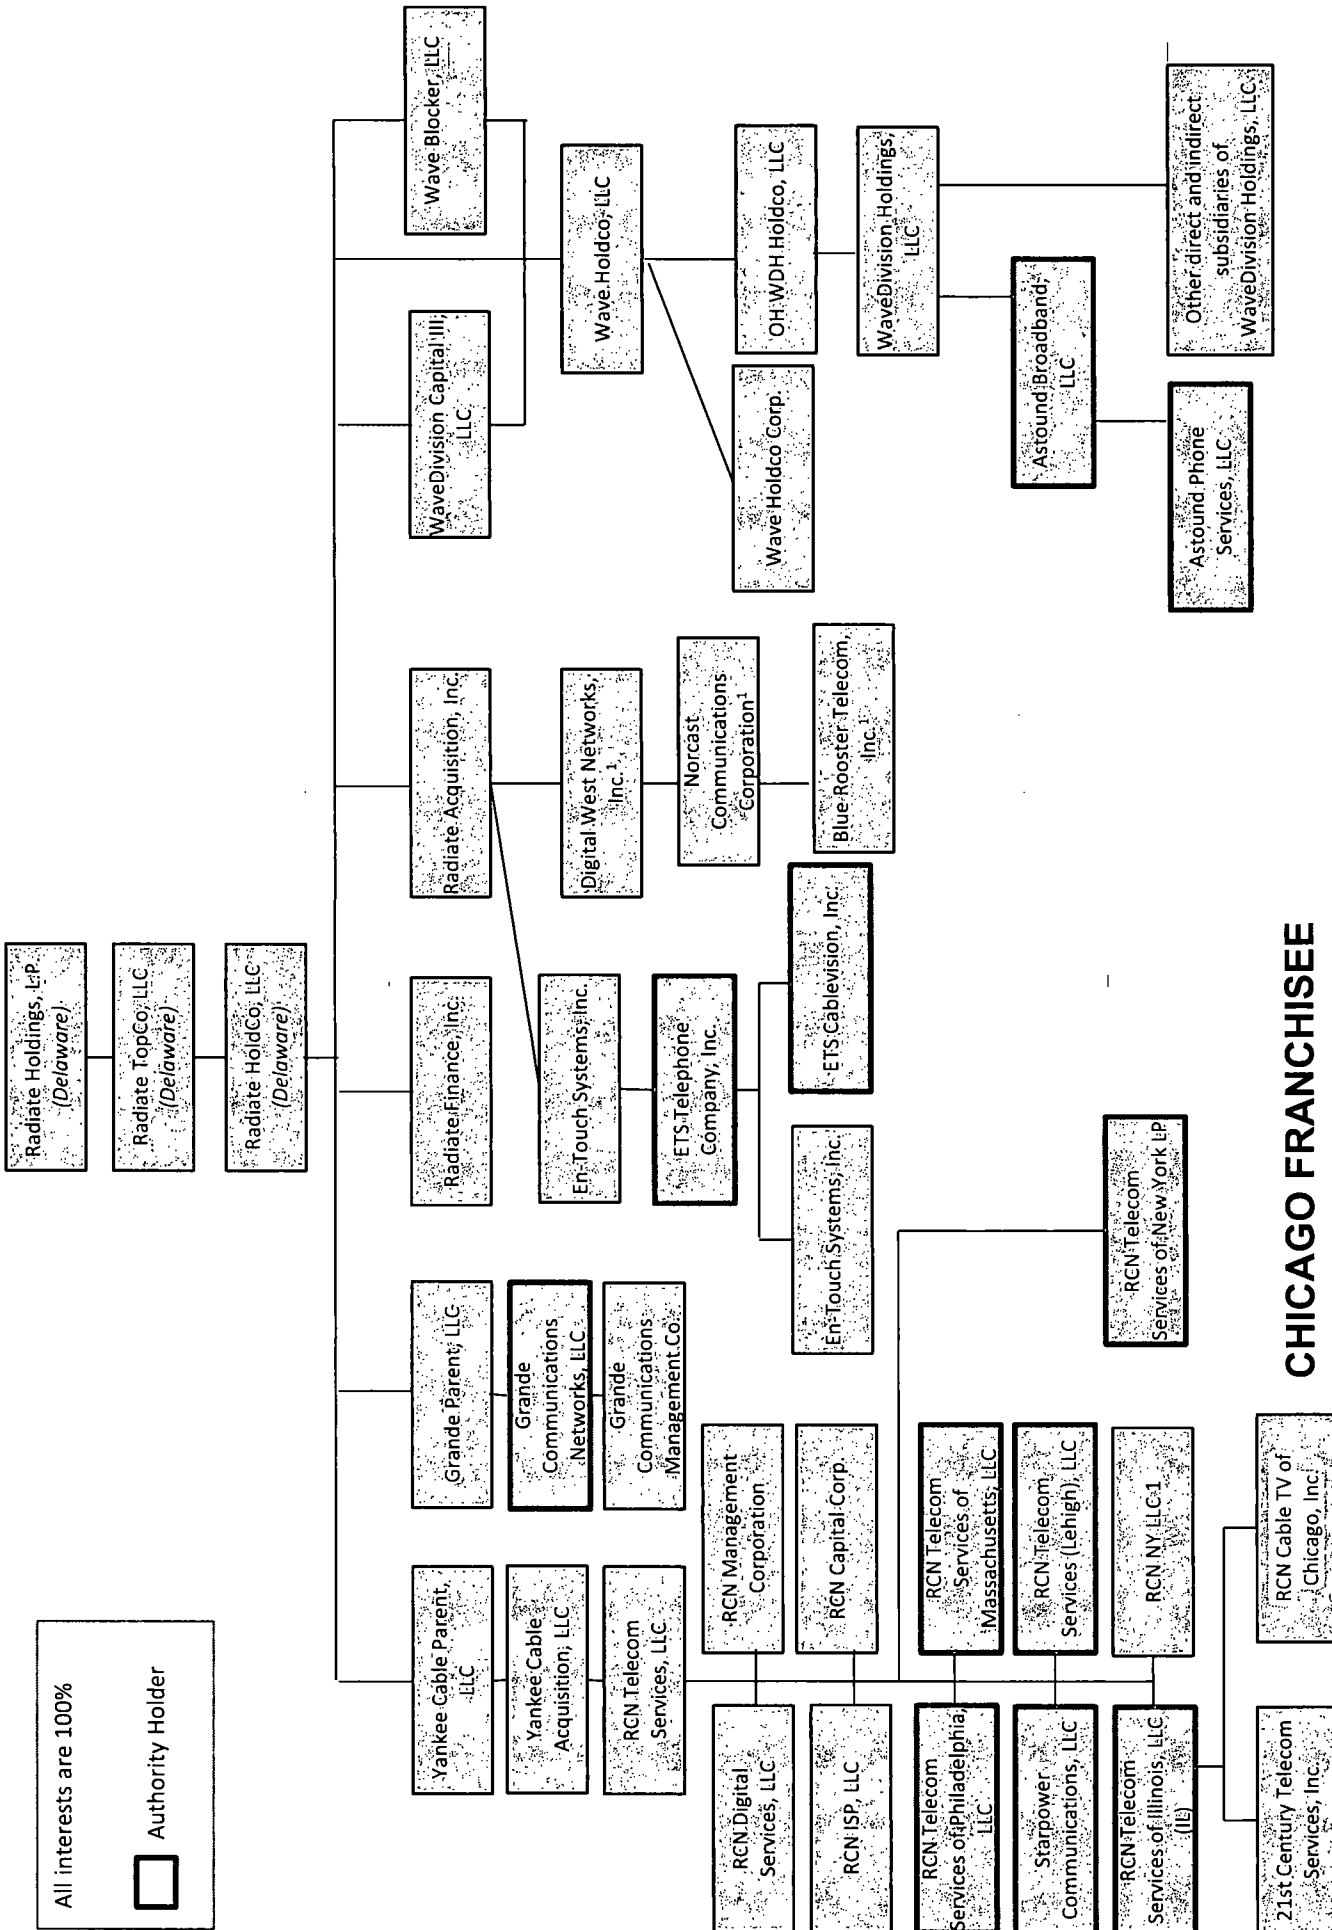 All interests are 100%
Authority Holder
Radiate Holdings, L.P.
(Delaware)
Radiate TopCo, LLC
(Delaware)
Radiate HoldCo, LLC
(Delaware)
Yankee Cable Parent,
LLC
Grande Parent, LLC
Radiate Finance, Inc.
Radiate Acquisition, Inc.
WaveDivision Capital III,
LLC
Wave Blocker, LLC
Yankee Cable
Acquisition, LLC
Grande
Communications
Networks, LLC
En-Touch Systems, Inc.
Digital West Networks,
Inc.¹
Wave Holdco, LLC
RCN Telecom
Services, LLC
Grande
Communications
Management Co.
ETS Telephone
Company, Inc.
Norcast
Communications
Corporation¹
Wave Holdco Corp.
OH WDH Holdco, LLC
RCN Digital
Services, LLC
RCN Management
Corporation
En-Touch Systems, Inc.
ETS Cablevision, Inc.
Blue Rooster Telecom,
Inc.¹
WaveDivision Holdings,
LLC
RCN ISP, LLC
RCN Capital Corp.
RCN Telecom
Services of Philadelphia,
LLC
RCN Telecom
Services of
Massachusetts, LLC
Starpower
Communications, LLC
RCN Telecom
Services (Lehigh), LLC
Astound Broadband,
LLC
RCN Telecom
Services of Illinois, LLC
(IL)
RCN NY LLC 1
RCN Telecom
Services of New York LP
Astound Phone
Services, LLC
Other direct and indirect
subsidiaries of
WaveDivision Holdings, LLC
21st Century Telecom
Services, Inc.
RCN Cable TV of
Chicago, Inc.
CHICAGO FRANCHISEE